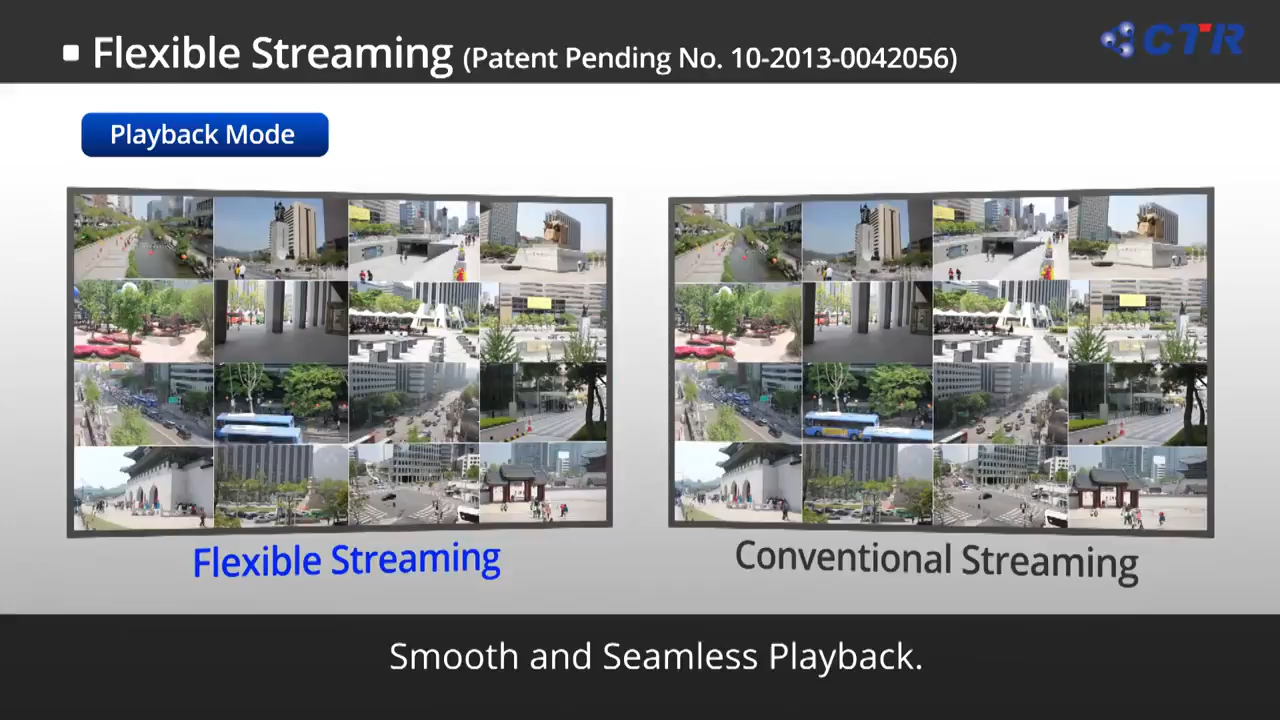 Flexible Streaming (Patent Pending No. 10-2013-0042056)
CTR
Playback Mode
Flexible Streaming
Conventional Streaming
Smooth and Seamless Playback.